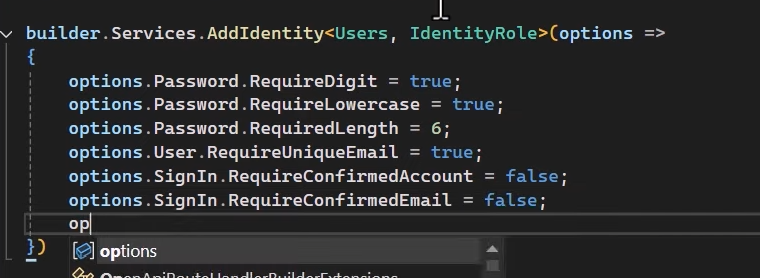 builder.Services.AddIdentity<Users, IdentityRole>(options =>
{
options.Password.RequireDigit = true;
options.Password.RequireLowercase = true;
options.Password.RequiredLength = 6;
options.User.RequireUniqueEmail = true;
options.SignIn.RequireConfirmedAccount = false;
options.SignIn.RequireConfirmedEmail = false;
op
})
options
OpenApiRouteHandlerBuilderExtensions